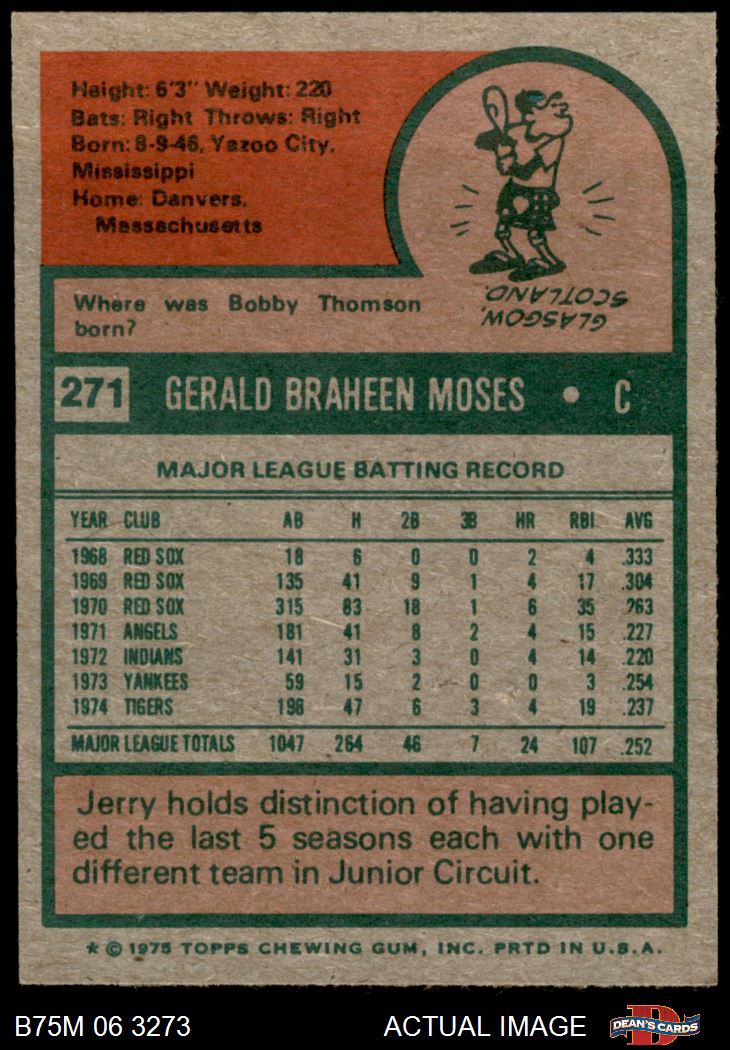 Height: 6'3" Weight: 220
Bats: Right Throws: Right
Born: 8-9-46, Yazoo City,
Mississippi
Home: Danvers,
Massachusetts
Where was Bobby Thomson
born?
GLASGOW,
SCOTLAND.
271 GERALD BRAHEEN MOSES • C
MAJOR LEAGUE BATTING RECORD
YEAR CLUB AB H 2B 3B HR RBI AVG
1968 RED SOX 18 6 0 0 2 4 .333
1969 RED SOX 135 41 9 1 4 17 .304
1970 RED SOX 315 83 18 1 6 35 .263
1971 ANGELS 181 41 8 2 4 15 .227
1972 INDIANS 141 31 3 0 4 14 .220
1973 YANKEES 59 15 2 0 0 3 .254
1974 TIGERS 198 47 6 3 4 19 .237
MAJOR LEAGUE TOTALS 1047 264 46 7 24 107 .252
Jerry holds distinction of having play-
ed the last 5 seasons each with one
different team in Junior Circuit.
* © 1975 TOPPS CHEWING GUM, INC. PRTD IN U.S.A.
B75M 06 3273 ACTUAL IMAGE D DEAN'S CARDS